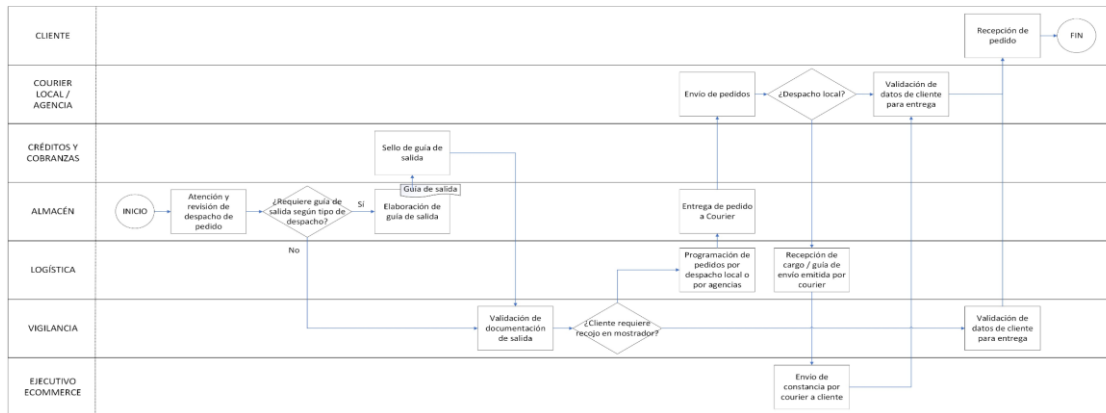 CLIENTE
Recepción de
pedido
FIN
COURIER
LOCAL /
AGENCIA
Envío de pedidos
¿Despacho local?
Validación de
datos de cliente
para entrega
CRÉDITOS Y
COBRANZAS
Sello de guía de
salida
ALMACÉN
INICIO
Atención y
revisión de
despacho de
pedido
¿Requiere guía de
salida según tipo de
despacho?
Sí
Guía de salida
Elaboración de
guía de salida
Entrega de pedido
a Courier
No
LOGÍSTICA
Programación de
pedidos por
despacho local o
por agencias
Recepción de
cargo / guía de
envío emitida por
courier
VIGILANCIA
Validación de
documentación
de salida
¿Cliente requiere
recojo en mostrador?
Validación de
datos de cliente
para entrega
EJECUTIVO
ECOMMERCE
Envío de
constancia por
courier a cliente